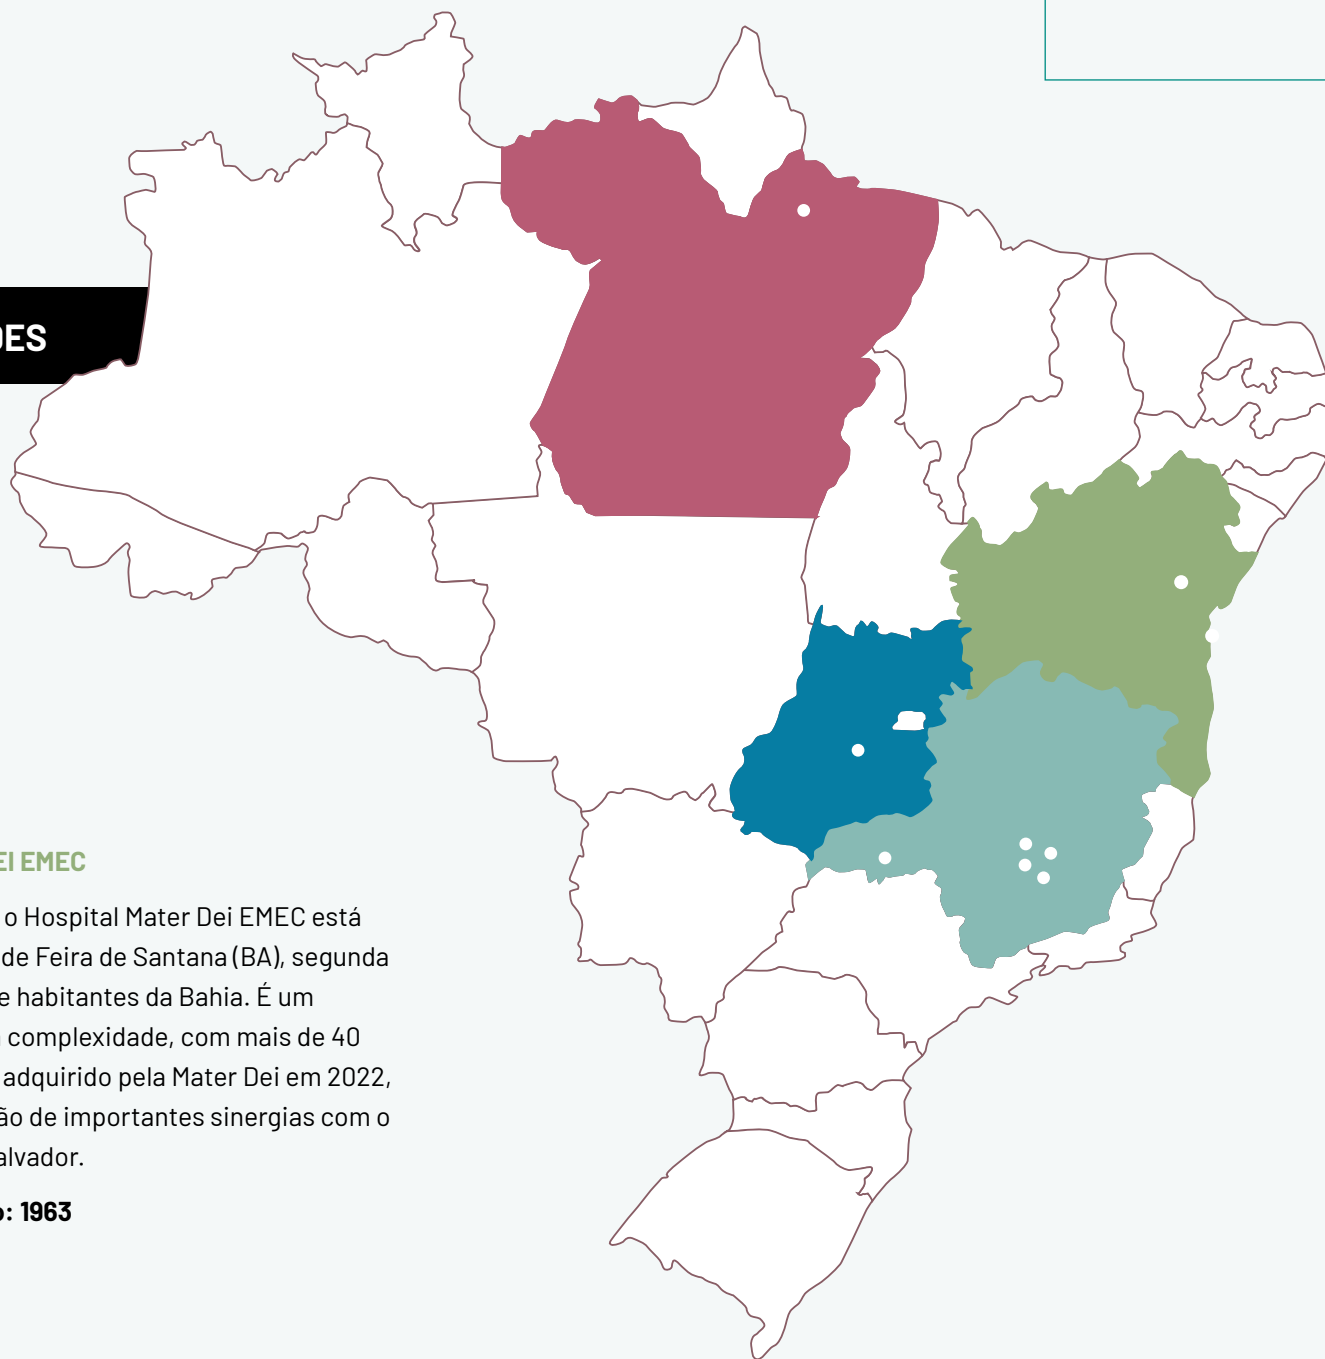 DES
EI EMEC
o Hospital Mater Dei EMEC está
de Feira de Santana (BA), segunda
e habitantes da Bahia. É um
complexidade, com mais de 40
adquirido pela Mater Dei em 2022,
ão de importantes sinergias com o
alvador.
o: 1963